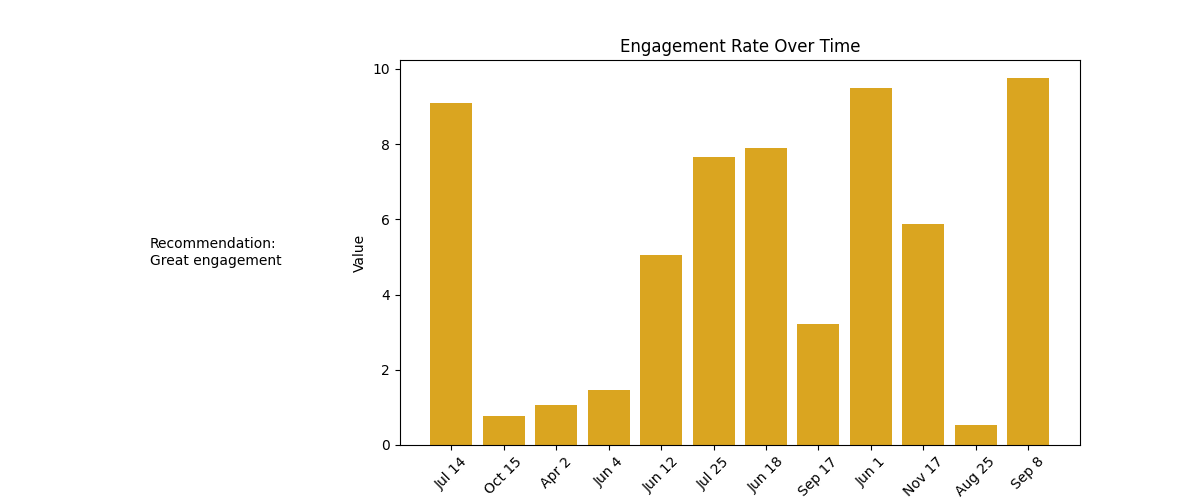 Engagement Rate Over Time
Recommendation:
Great engagement
Value
10
8
6
4
2
0
Jul 14
Oct 15
Apr 2
Jun 4
Jun 12
Jul 25
Jun 18
Sep 17
Jun 1
Nov 17
Aug 25
Sep 8